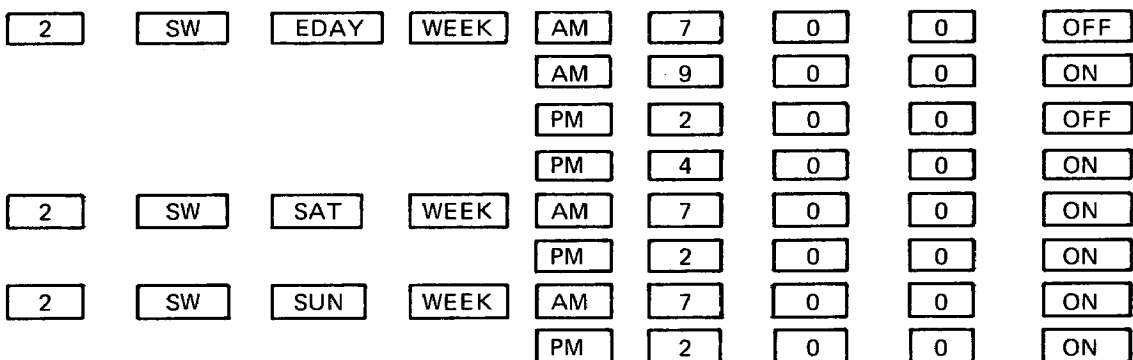 2 SW EDAY WEEK AM 7 0 0 OFF
AM 9 0 0 ON
PM 2 0 0 OFF
PM 4 0 0 ON
2 SW SAT WEEK AM 7 0 0 ON
PM 2 0 0 ON
2 SW SUN WEEK AM 7 0 0 ON
PM 2 0 0 ON